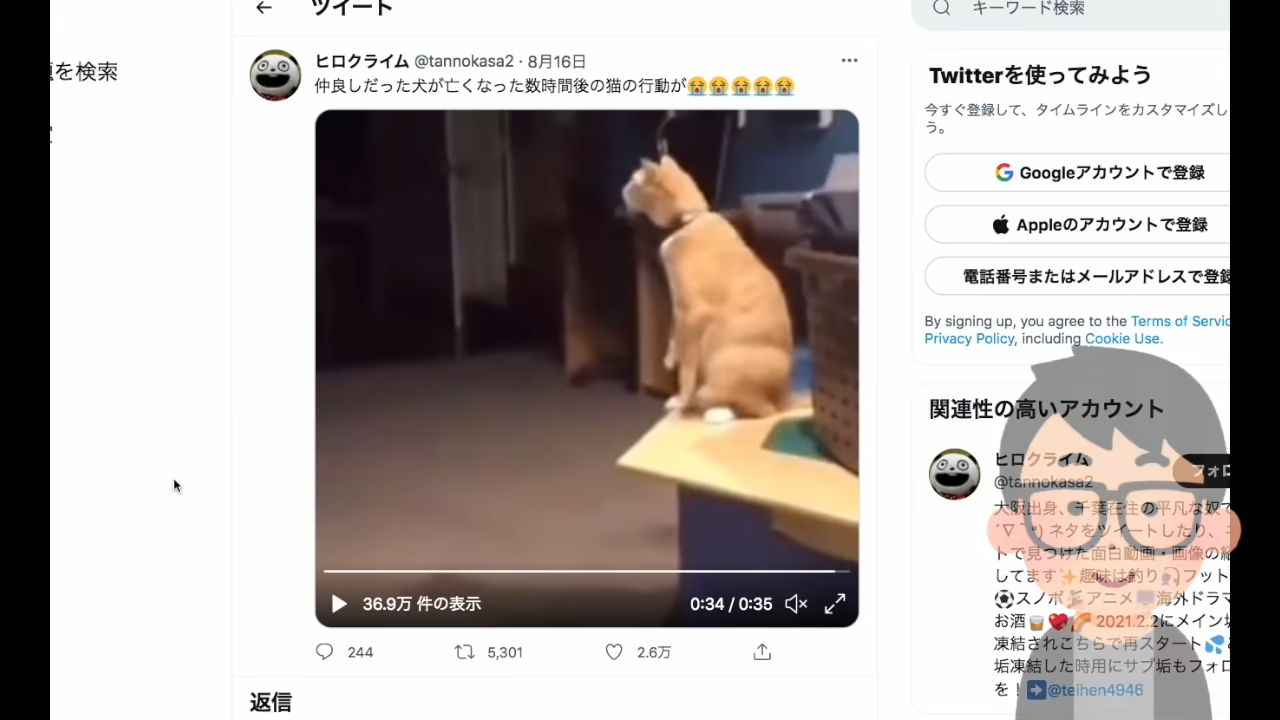 ツイート
キーワード検索
を検索
ヒロクライム @tannokasa2 · 8月16日
仲良しだった犬が亡くなった数時間後の猫の行動が😭😭😭😭😭
36.9万 件の表示
0:34 / 0:35
244
5,301
2.6万
返信
Twitterを使ってみよう
今すぐ登録して、タイムラインをカスタマイズし
う。
Googleアカウントで登録
Appleのアカウントで登録
電話番号またはメールアドレスで登録
By signing up, you agree to the Terms of Servic
Privacy Policy, including Cookie Use.
関連性の高いアカウント
ヒロクライム
@tannokasa2
フォロ
大阪出身、千葉在住の平凡な奴で
´∇｀*) ネタをツイートしたり、ネ
トで見つけた面白動画・画像の紹
してます✨趣味は釣り🎣フット
⚽スノボ🏂アニメ💻海外ドラマ
お酒🥃❤️🌈 2021.2.2にメイン垢
凍結されこちらで再スタート💦
垢凍結した時用にサブ垢もフォロ
を！➡️@teihen4946